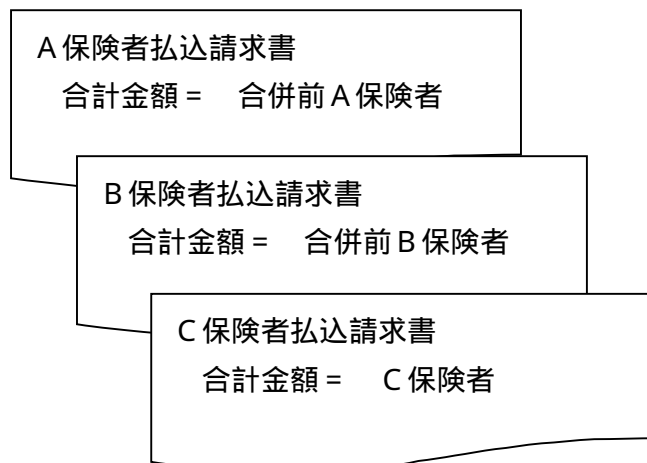 A保険者払込請求書
合計金額＝　合併前A保険者
B保険者払込請求書
合計金額＝　合併前B保険者
C保険者払込請求書
合計金額＝　C保険者